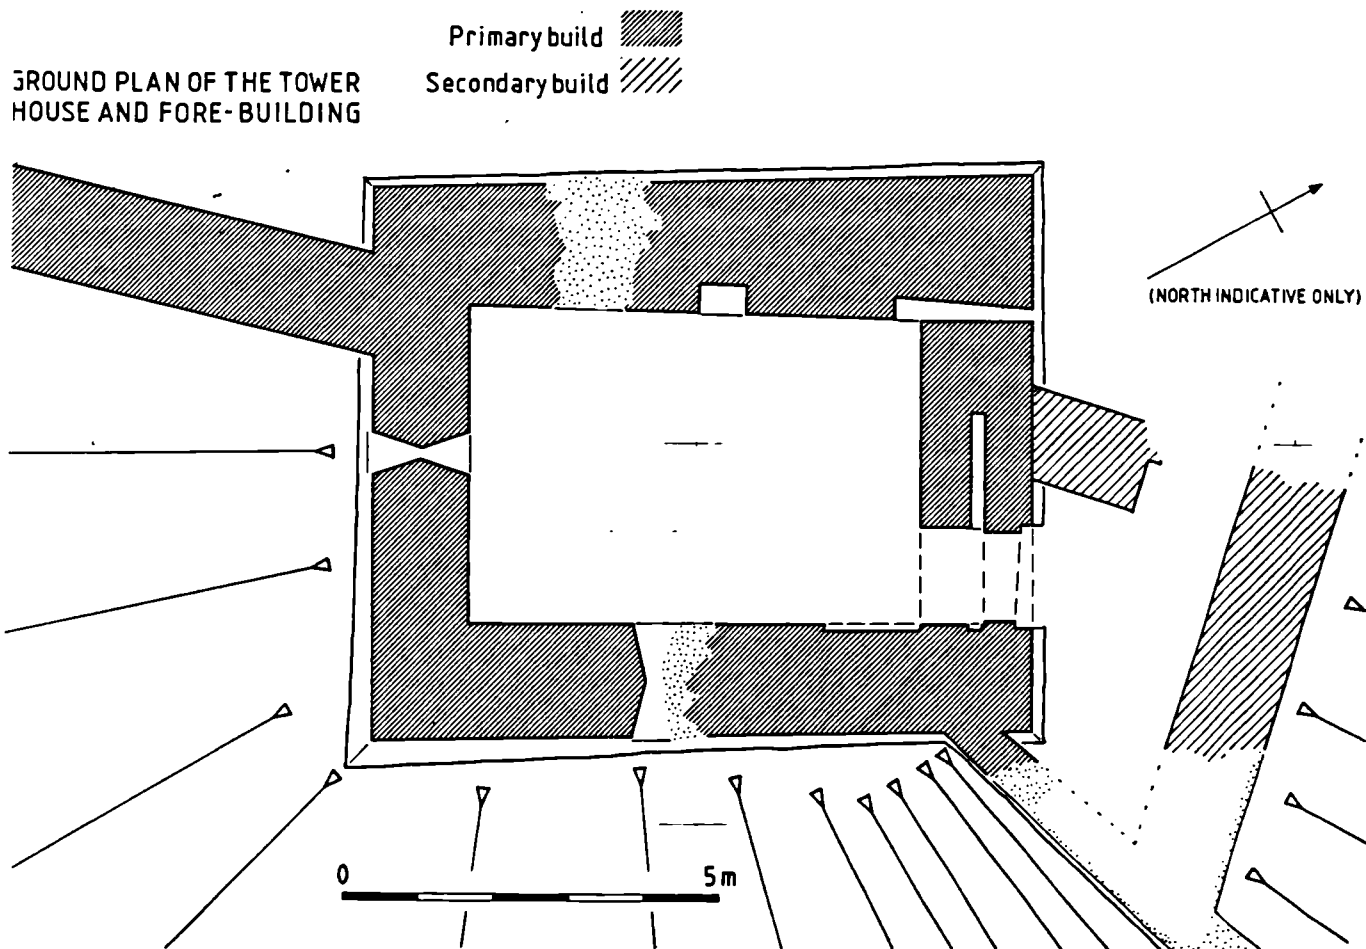 Primary build
GROUND PLAN OF THE TOWER
HOUSE AND FORE-BUILDING
Secondary build
(NORTH INDICATIVE ONLY)
0 5m